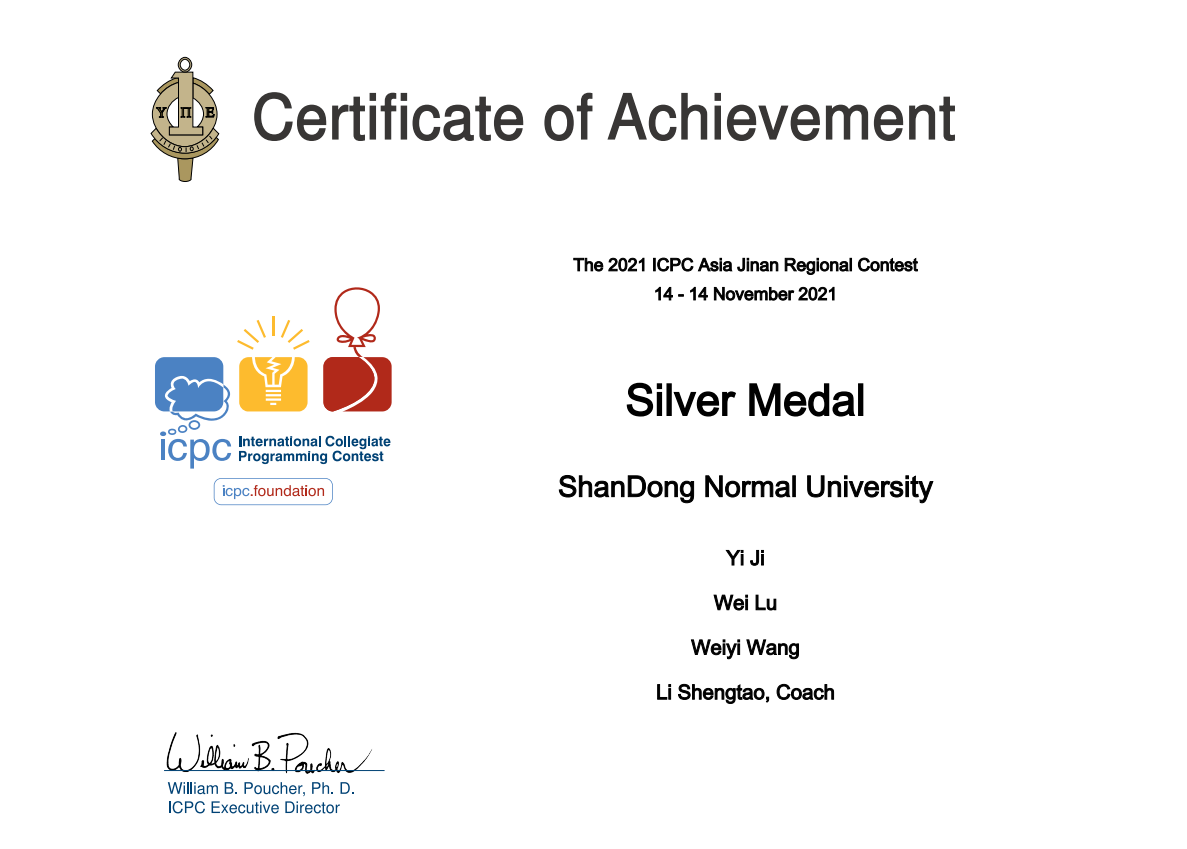 Υ Π Ε
Certificate of Achievement
The 2021 ICPC Asia Jinan Regional Contest
14 - 14 November 2021
Silver Medal
ShanDong Normal University
Yi Ji
Wei Lu
Weiyi Wang
Li Shengtao, Coach
icpc International Collegiate
Programming Contest
icpc.foundation
William B. Poucher
William B. Poucher, Ph. D.
ICPC Executive Director